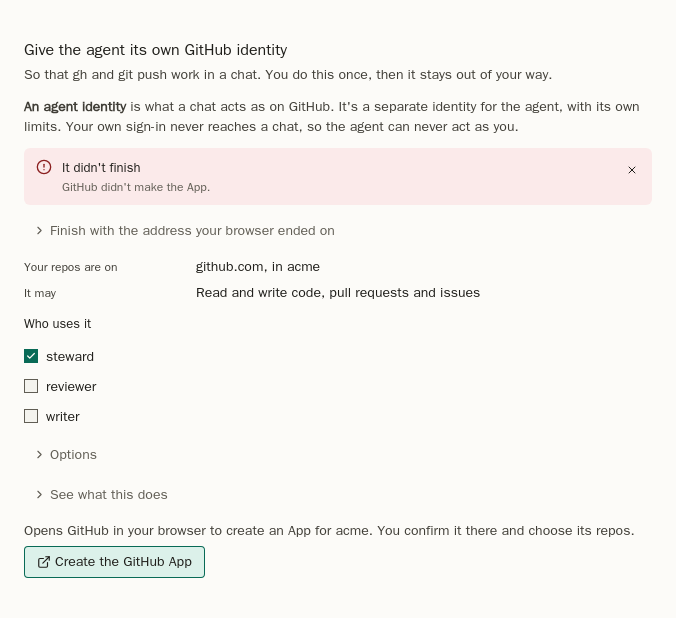 Give the agent its own GitHub identity
So that gh and git push work in a chat. You do this once, then it stays out of your way.
An agent identity is what a chat acts as on GitHub. It's a separate identity for the agent, with its own
limits. Your own sign-in never reaches a chat, so the agent can never act as you.
It didn't finish
GitHub didn't make the App.
Finish with the address your browser ended on
Your repos are on github.com, in acme
It may Read and write code, pull requests and issues
Who uses it
steward
reviewer
writer
Options
See what this does
Opens GitHub in your browser to create an App for acme. You confirm it there and choose its repos.
Create the GitHub App